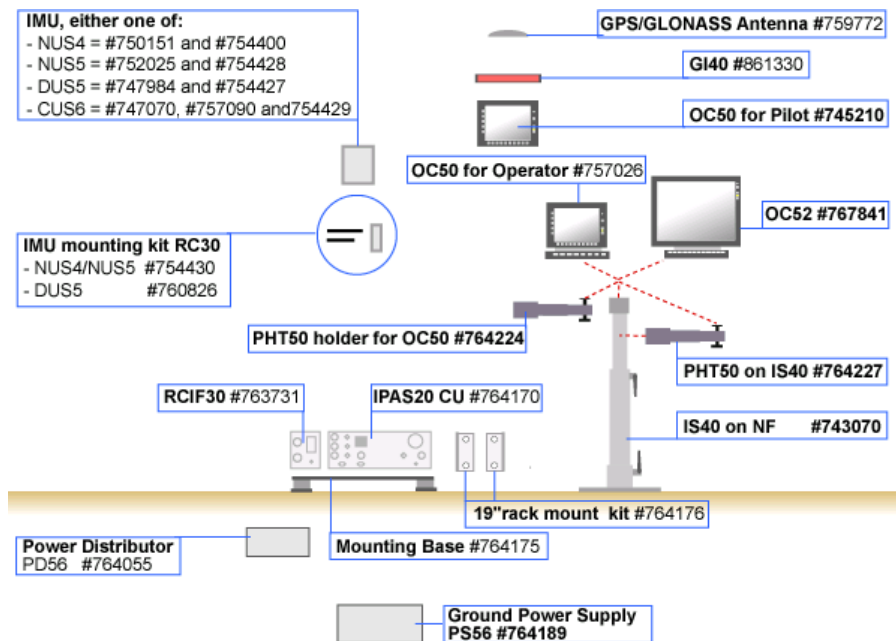 IMU, either one of:
- NUS4 = #750151 and #754400
- NUS5 = #752025 and #754428
- DUS5 = #747984 and #754427
- CUS6 = #747070, #757090 and754429
GPS/GLONASS Antenna #759772
GI40 #861330
OC50 for Pilot #745210
OC50 for Operator #757026
OC52 #767841
IMU mounting kit RC30
- NUS4/NUS5 #754430
- DUS5 #760826
PHT50 holder for OC50 #764224
PHT50 on IS40 #764227
RCIF30 #763731
IPAS20 CU #764170
IS40 on NF #743070
19"rack mount kit #764176
Power Distributor
PD56 #764055
Mounting Base #764175
Ground Power Supply
PS56 #764189